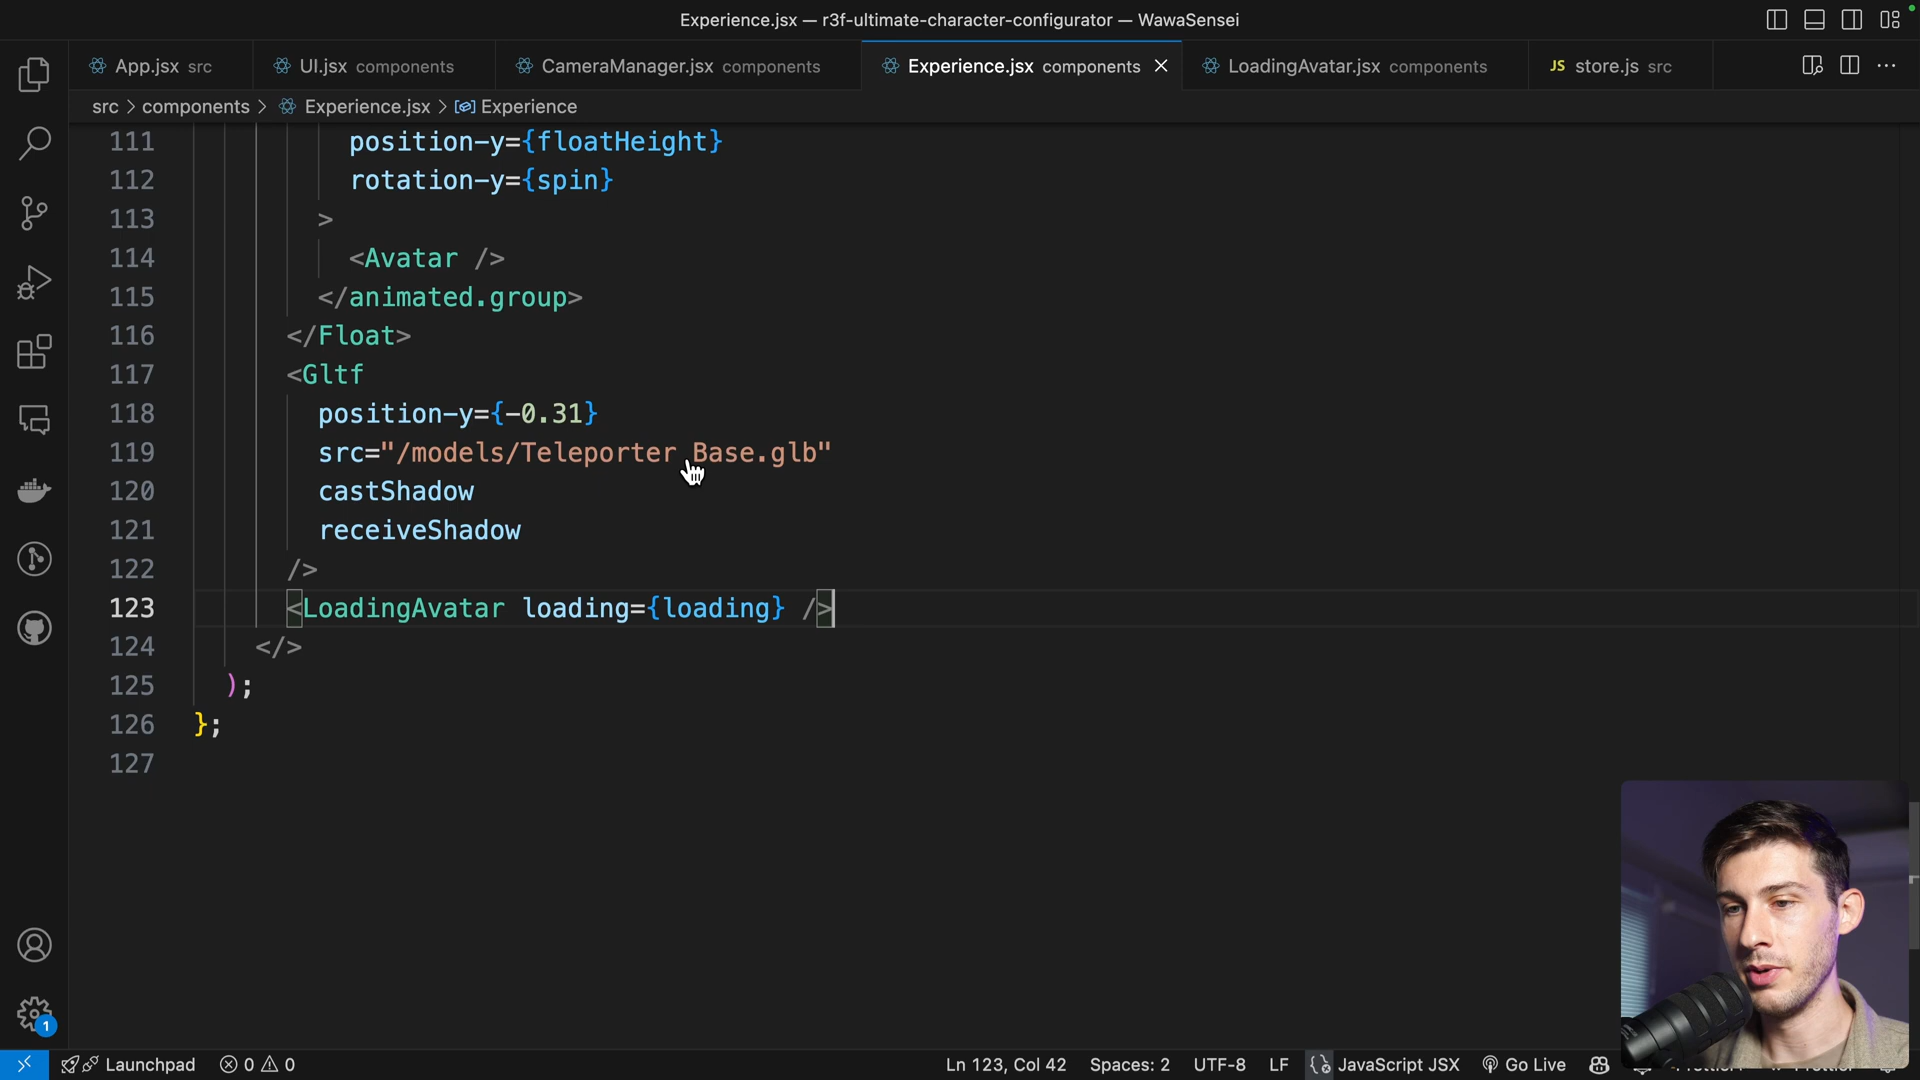 Experience.jsx — r3f-ultimate-character-configurator — WawaSensei
App.jsx src
UI.jsx components
CameraManager.jsx components
Experience.jsx components
LoadingAvatar.jsx components
JS store.js src
src > components > Experience.jsx > Experience
111 position-y={floatHeight}
112 rotation-y={spin}
113 >
114 <Avatar />
115 </animated.group>
116 </Float>
117 <Gltf
118 position-y={-0.31}
119 src="/models/Teleporter Base.glb"
120 castShadow
121 receiveShadow
122 />
123 <LoadingAvatar loading={loading} />
124 </>
125 );
126 };
127
1
Launchpad 0 0 Ln 123, Col 42 Spaces: 2 UTF-8 LF JavaScript JSX Go Live